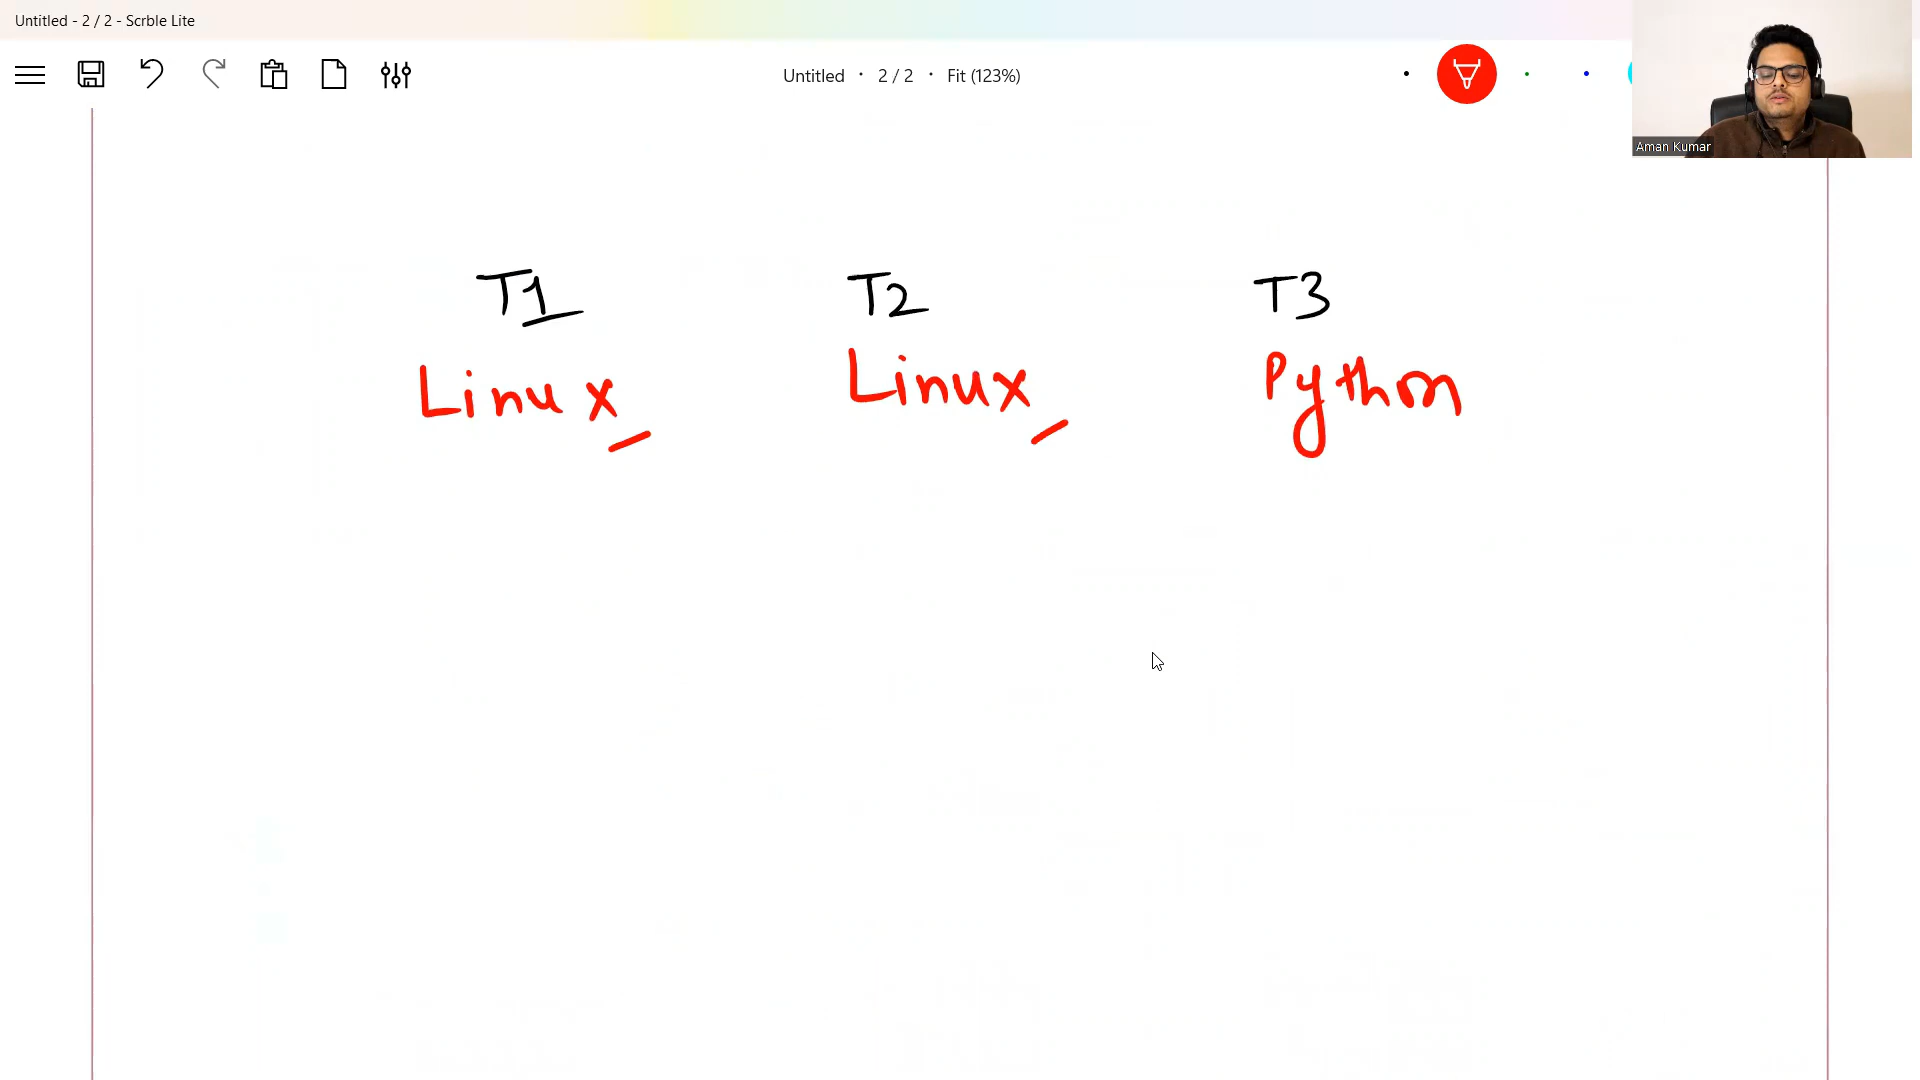 Untitled - 2 / 2 - Scrble Lite
Untitled · 2 / 2 · Fit (123%)
Aman Kumar
T1 T2 T3
Linux Linux Python